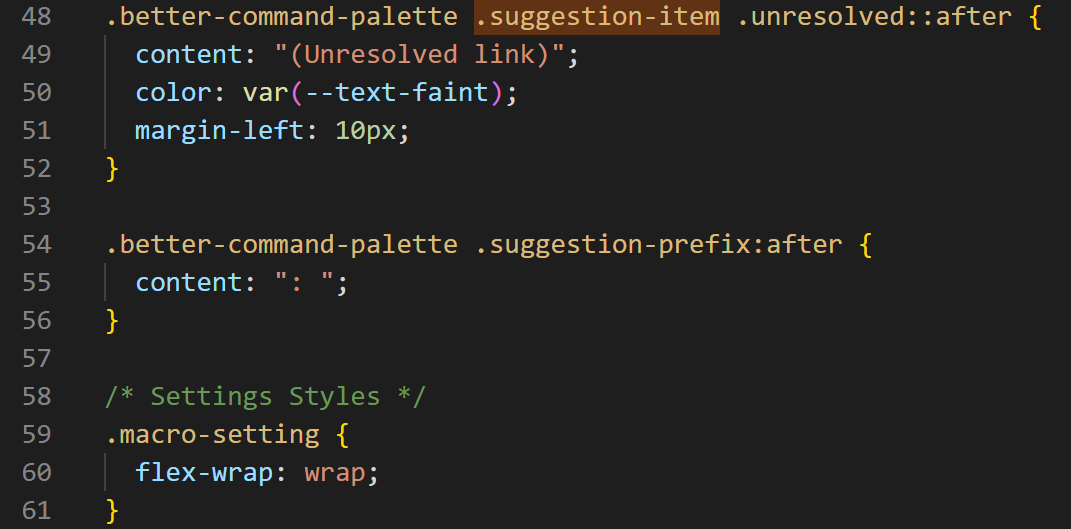 48 .better-command-palette .suggestion-item .unresolved::after {
49   content: "(Unresolved link)";
50   color: var(--text-faint);
51   margin-left: 10px;
52 }
53
54 .better-command-palette .suggestion-prefix:after {
55   content: ": ";
56 }
57
58 /* Settings Styles */
59 .macro-setting {
60   flex-wrap: wrap;
61 }